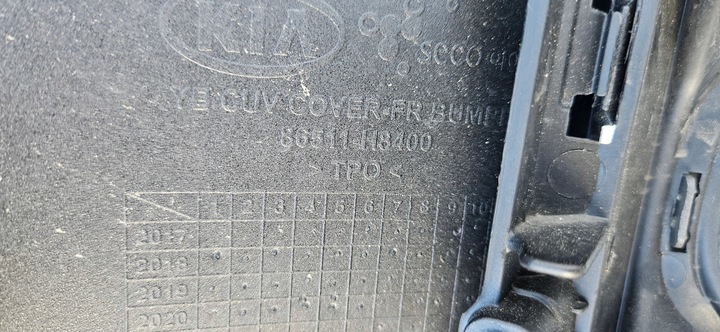 KIA
SCCO
YB CUV COVER-FR BUMP
86511-H8400
> TPO <
1 2 3 4 5 6 7 8 9 10
2017
2018
2019
2020